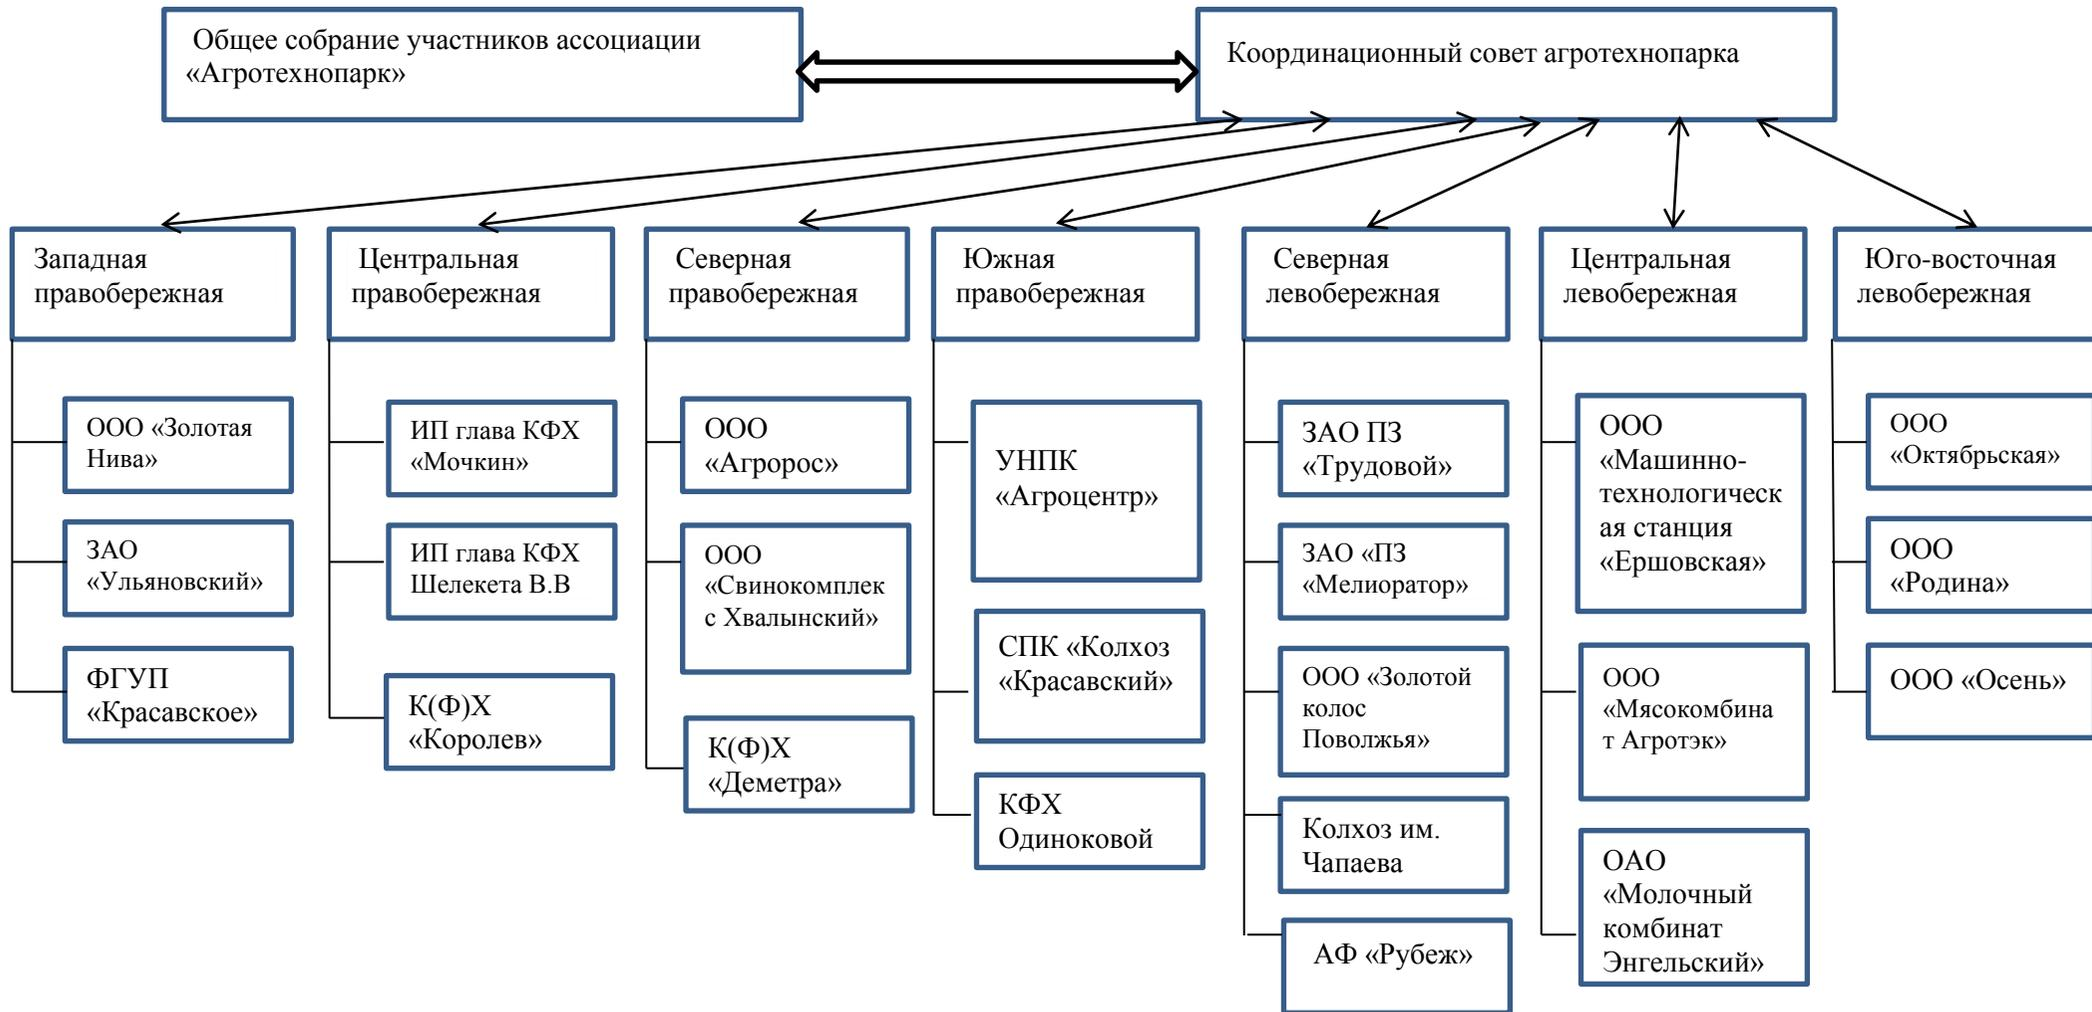 Общее собрание участников ассоциации
«Агротехнопарк»
Координационный совет агротехнопарка
Западная
правобережная
Центральная
правобережная
Северная
правобережная
Южная
правобережная
Северная
левобережная
Центральная
левобережная
Юго-восточная
левобережная
ООО «Золотая
Нива»
ЗАО
«Ульяновский»
ФГУП
«Красавское»
ИП глава КФХ
«Мочкин»
ИП глава КФХ
Шелекета В.В
К(Ф)Х
«Королев»
ООО
«Агророс»
ООО
«Свинокомплек
с Хвалынский»
К(Ф)Х
«Деметра»
УНПК
«Агроцентр»
СПК «Колхоз
«Красавский»
КФХ
Одиноковой
ЗАО ПЗ
«Трудовой»
ЗАО «ПЗ
«Мелиоратор»
ООО «Золотой
колос
Поволжья»
Колхоз им.
Чапаева
АФ «Рубеж»
ООО
«Машинно-
технологическ
ая станция
«Ершовская»
ООО
«Мясокомбина
т Агротэк»
ОАО
«Молочный
комбинат
Энгельский»
ООО
«Октябрьская»
ООО
«Родина»
ООО «Осень»